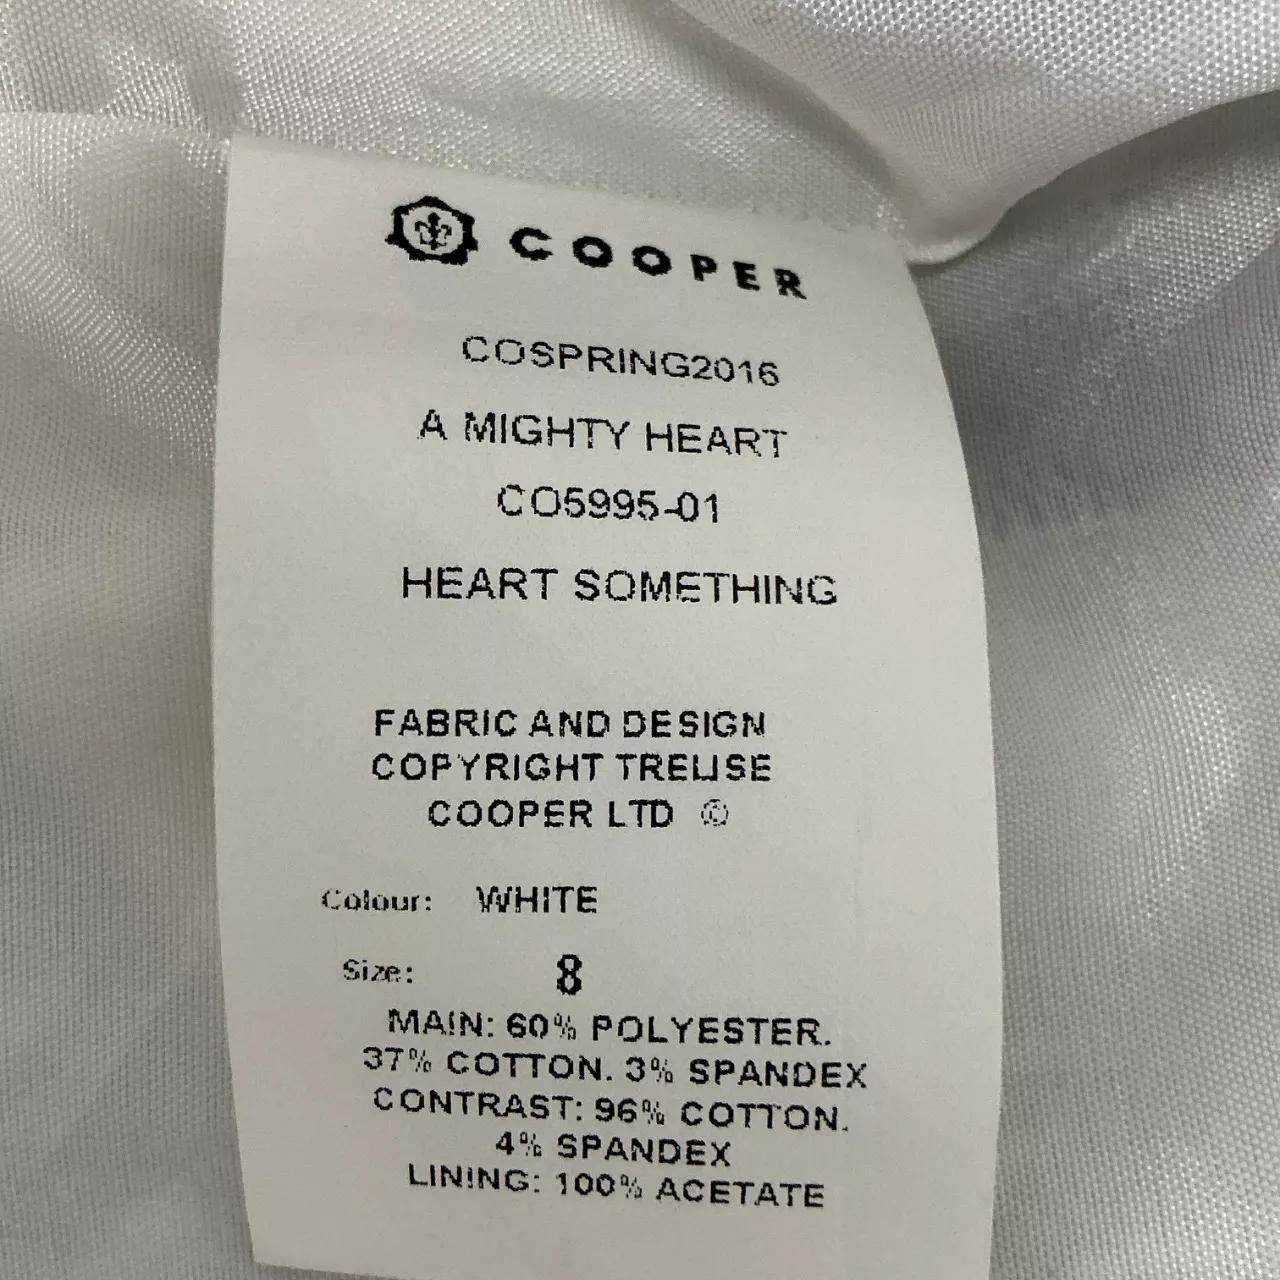 COOPER
COSPRING2016
A MIGHTY HEART
CO5995-01
HEART SOMETHING
FABRIC AND DESIGN
COPYRIGHT TRELISE
COOPER LTD ©
Colour: WHITE
Size: 8
MAIN: 60% POLYESTER.
37% COTTON. 3% SPANDEX
CONTRAST: 96% COTTON.
4% SPANDEX
LINING: 100% ACETATE